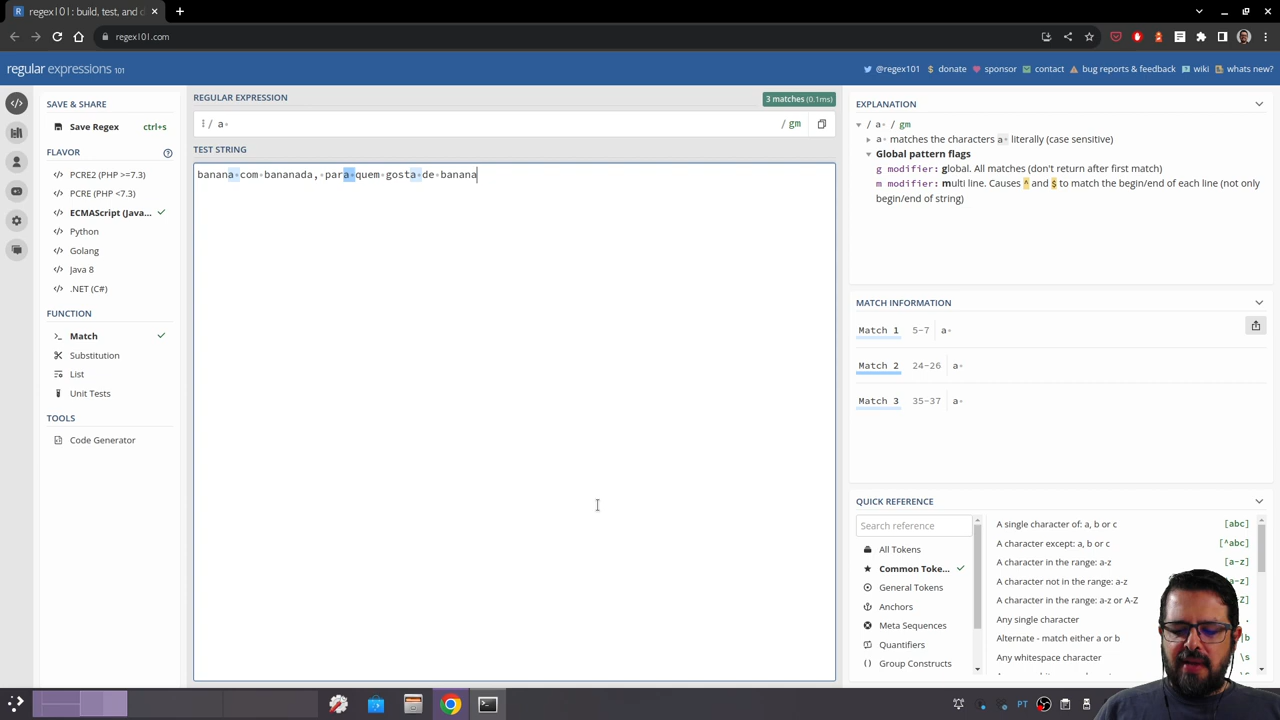 regex101: build, test, and d
regex101.com
regular expressions 101
@regex101
donate
sponsor
contact
bug reports & feedback
wiki
whats new?
SAVE & SHARE
Save Regex ctrl+s
FLAVOR
PCRE2 (PHP >=7.3)
PCRE (PHP <7.3)
ECMAScript (Java...
Python
Golang
Java 8
.NET (C#)
FUNCTION
Match
Substitution
List
Unit Tests
TOOLS
Code Generator
REGULAR EXPRESSION
3 matches (0.1ms)
/ a·
/ gm
TEST STRING
banana·com·bananada,·para·quem·gosta·de·banana
EXPLANATION
/ a· / gm
a· matches the characters a· literally (case sensitive)
Global pattern flags
g modifier: global. All matches (don't return after first match)
m modifier: multi line. Causes ^ and $ to match the begin/end of each line (not only
begin/end of string)
MATCH INFORMATION
Match 1 5-7 a·
Match 2 24-26 a·
Match 3 35-37 a·
QUICK REFERENCE
Search reference
All Tokens
Common Toke...
General Tokens
Anchors
Meta Sequences
Quantifiers
Group Constructs
A single character of: a, b or c [abc]
A character except: a, b or c [^abc]
A character in the range: a-z [a-z]
A character not in the range: a-z
A character in the range: a-z or A-Z
Any single character .
Alternate - match either a or b
Any whitespace character \s
PT